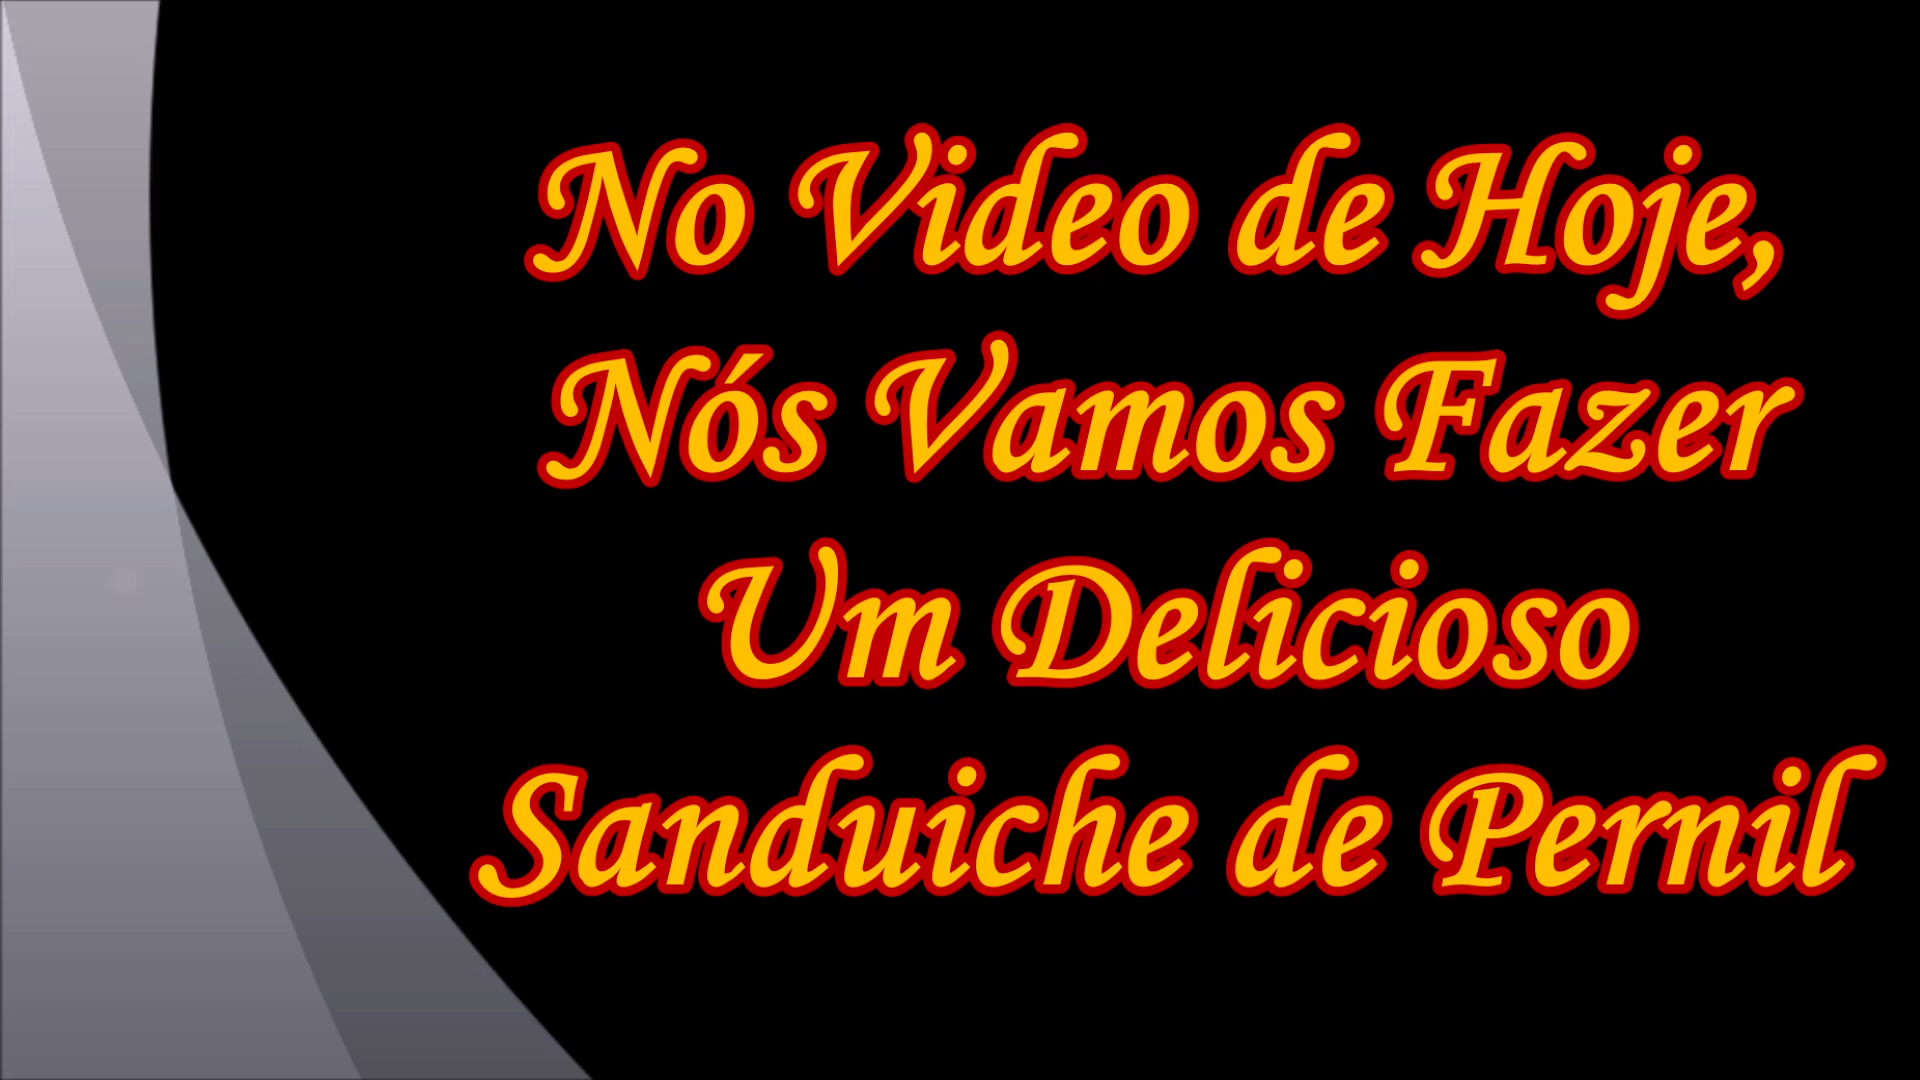 No Video de Hoje,
Nós Vamos Fazer
Um Delicioso
Sanduiche de Pernil